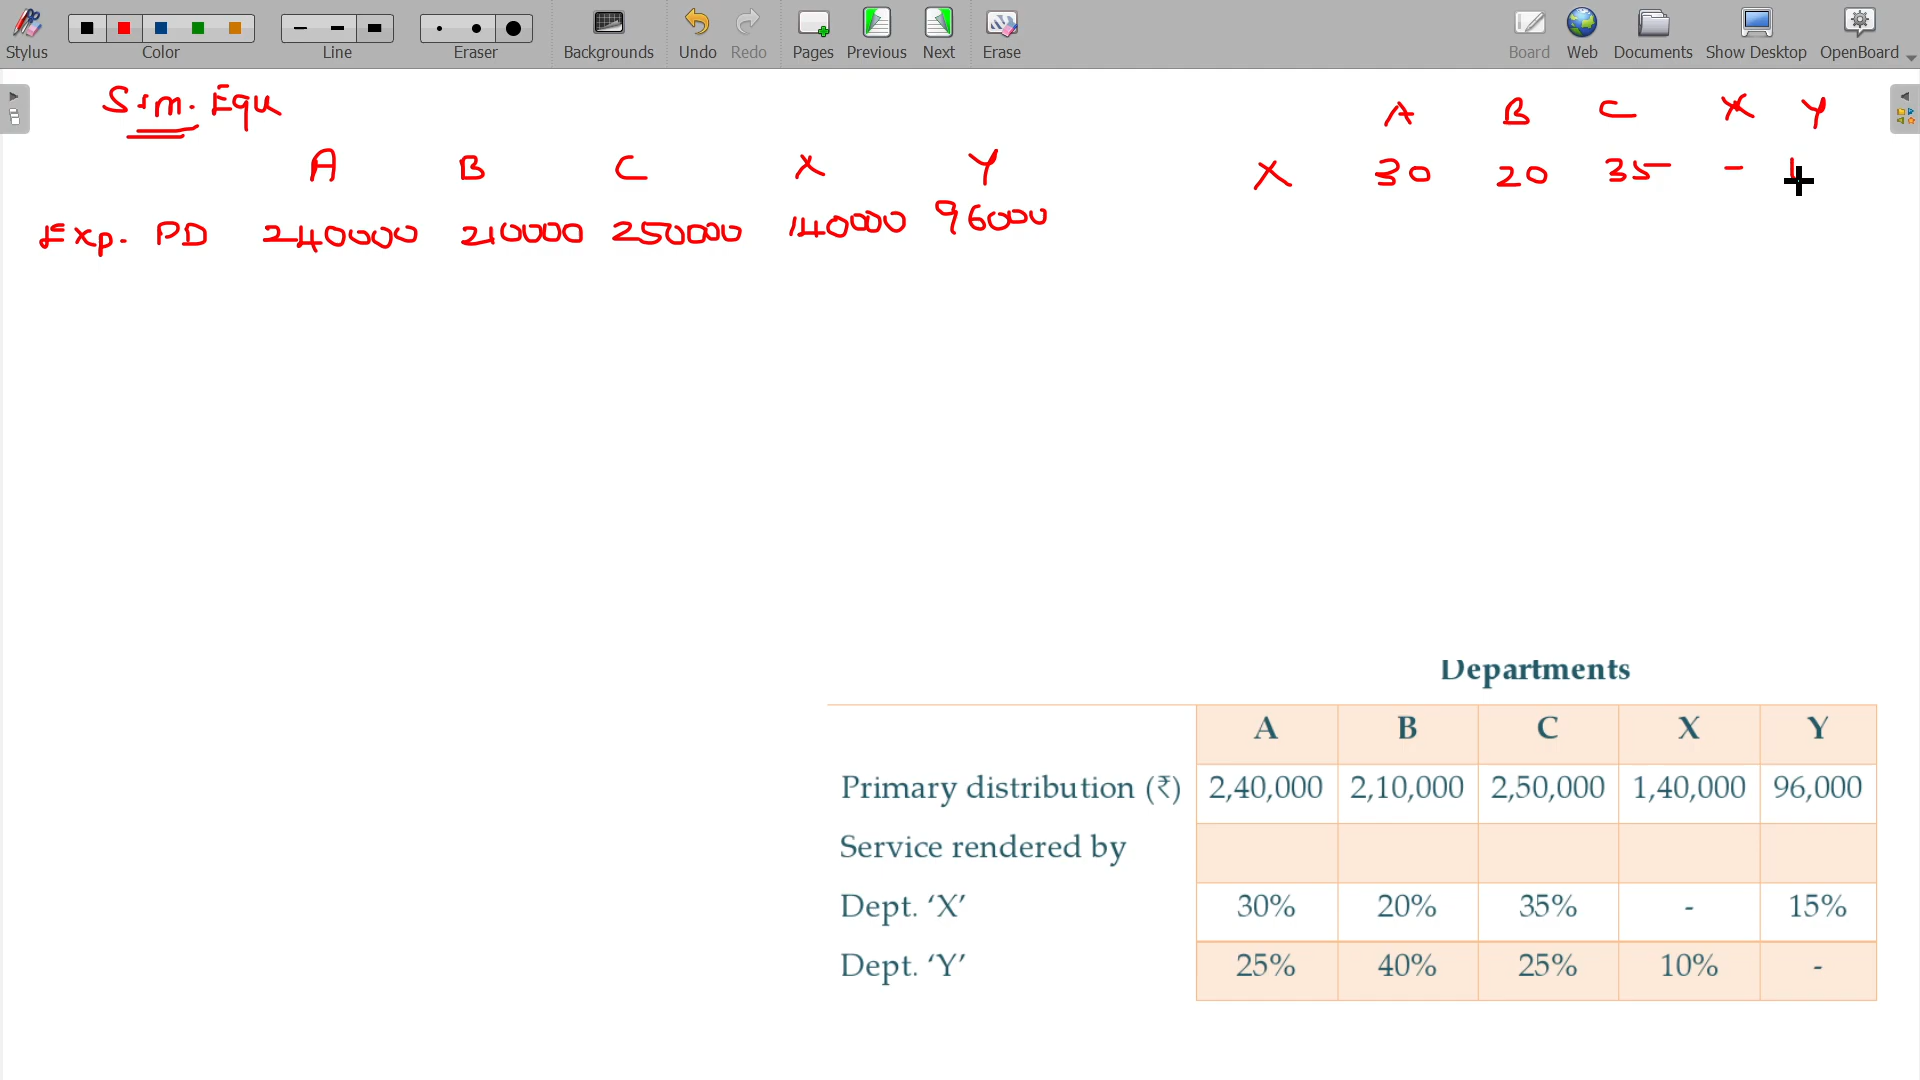 Stylus Color Line Eraser Backgrounds Undo Redo Pages Previous Next Erase Board Web Documents Show Desktop OpenBoard
Sim. Equ
A B C X Y
Exp. PD 240000 210000 250000 140000 96000
A B C X Y
X 30 20 35 - 1
Departments
A B C X Y
Primary distribution (₹) 2,40,000 2,10,000 2,50,000 1,40,000 96,000
Service rendered by
Dept. ‘X’ 30% 20% 35% - 15%
Dept. ‘Y’ 25% 40% 25% 10% -